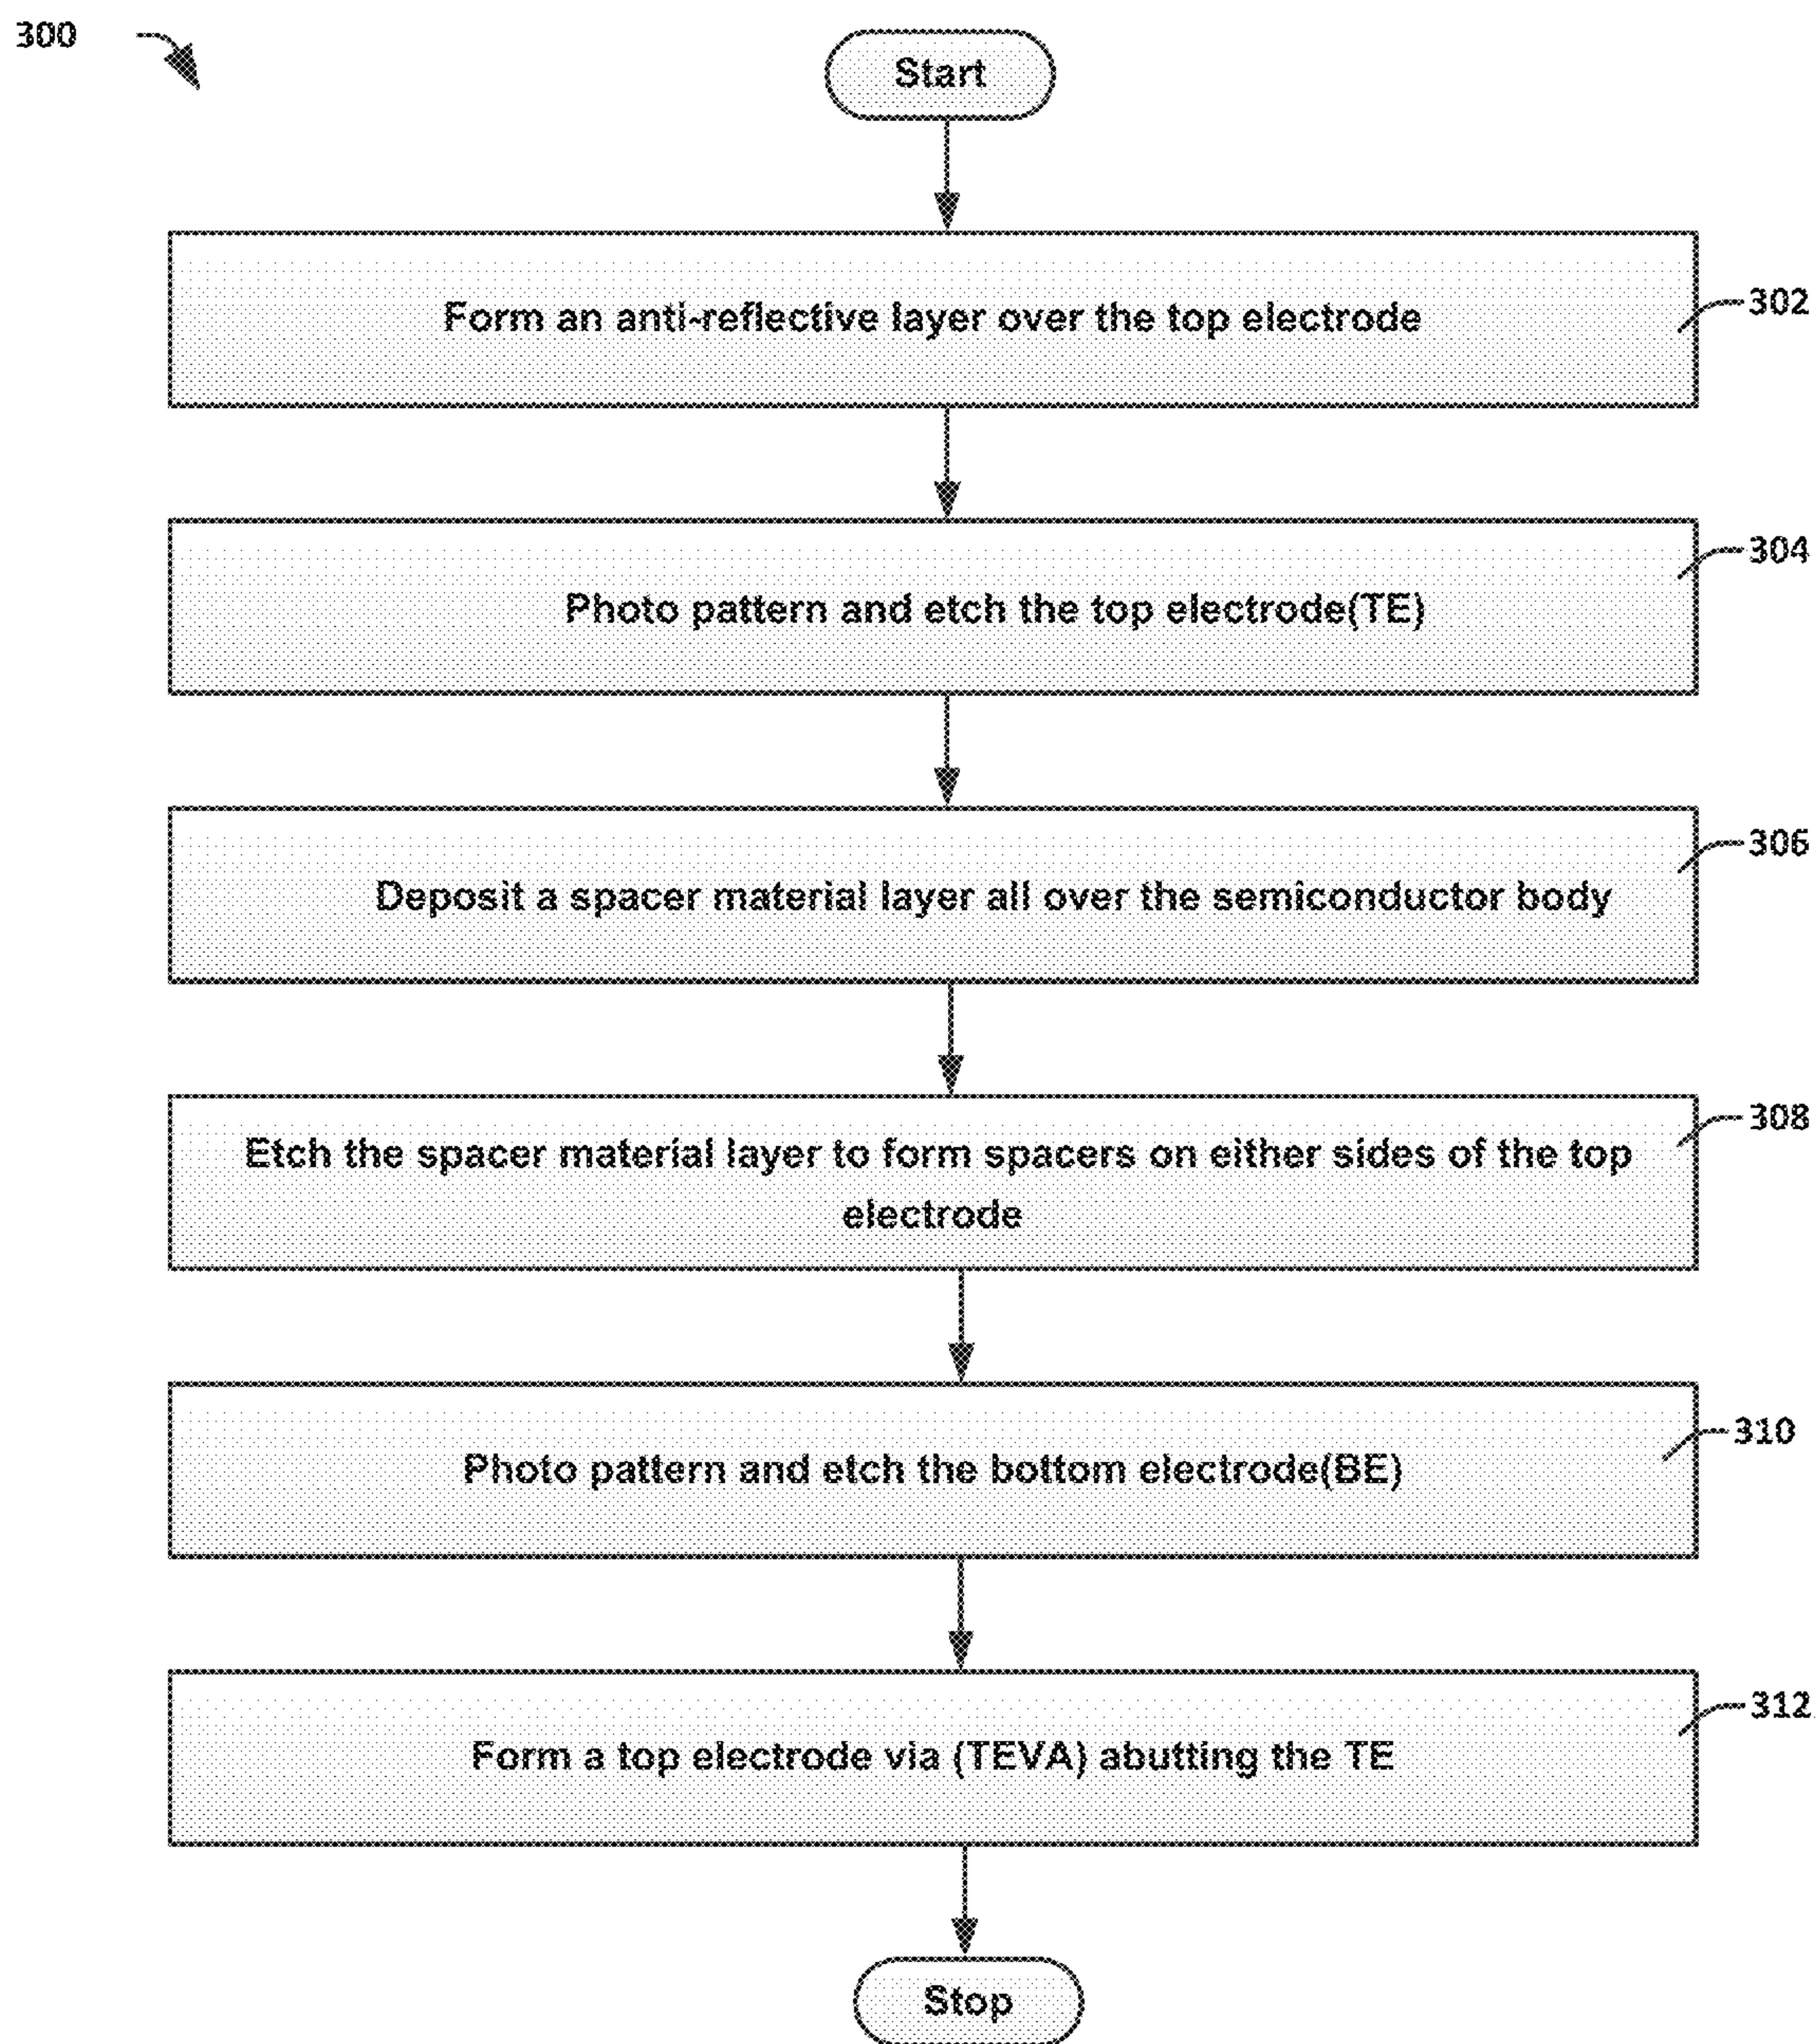 300
Start
Form an anti-reflective layer over the top electrode
302
Photo pattern and etch the top electrode(TE)
304
Deposit a spacer material layer all over the semiconductor body
306
Etch the spacer material layer to form spacers on either sides of the top
electrode
308
Photo pattern and etch the bottom electrode(BE)
310
Form a top electrode via (TEVA) abutting the TE
312
Stop